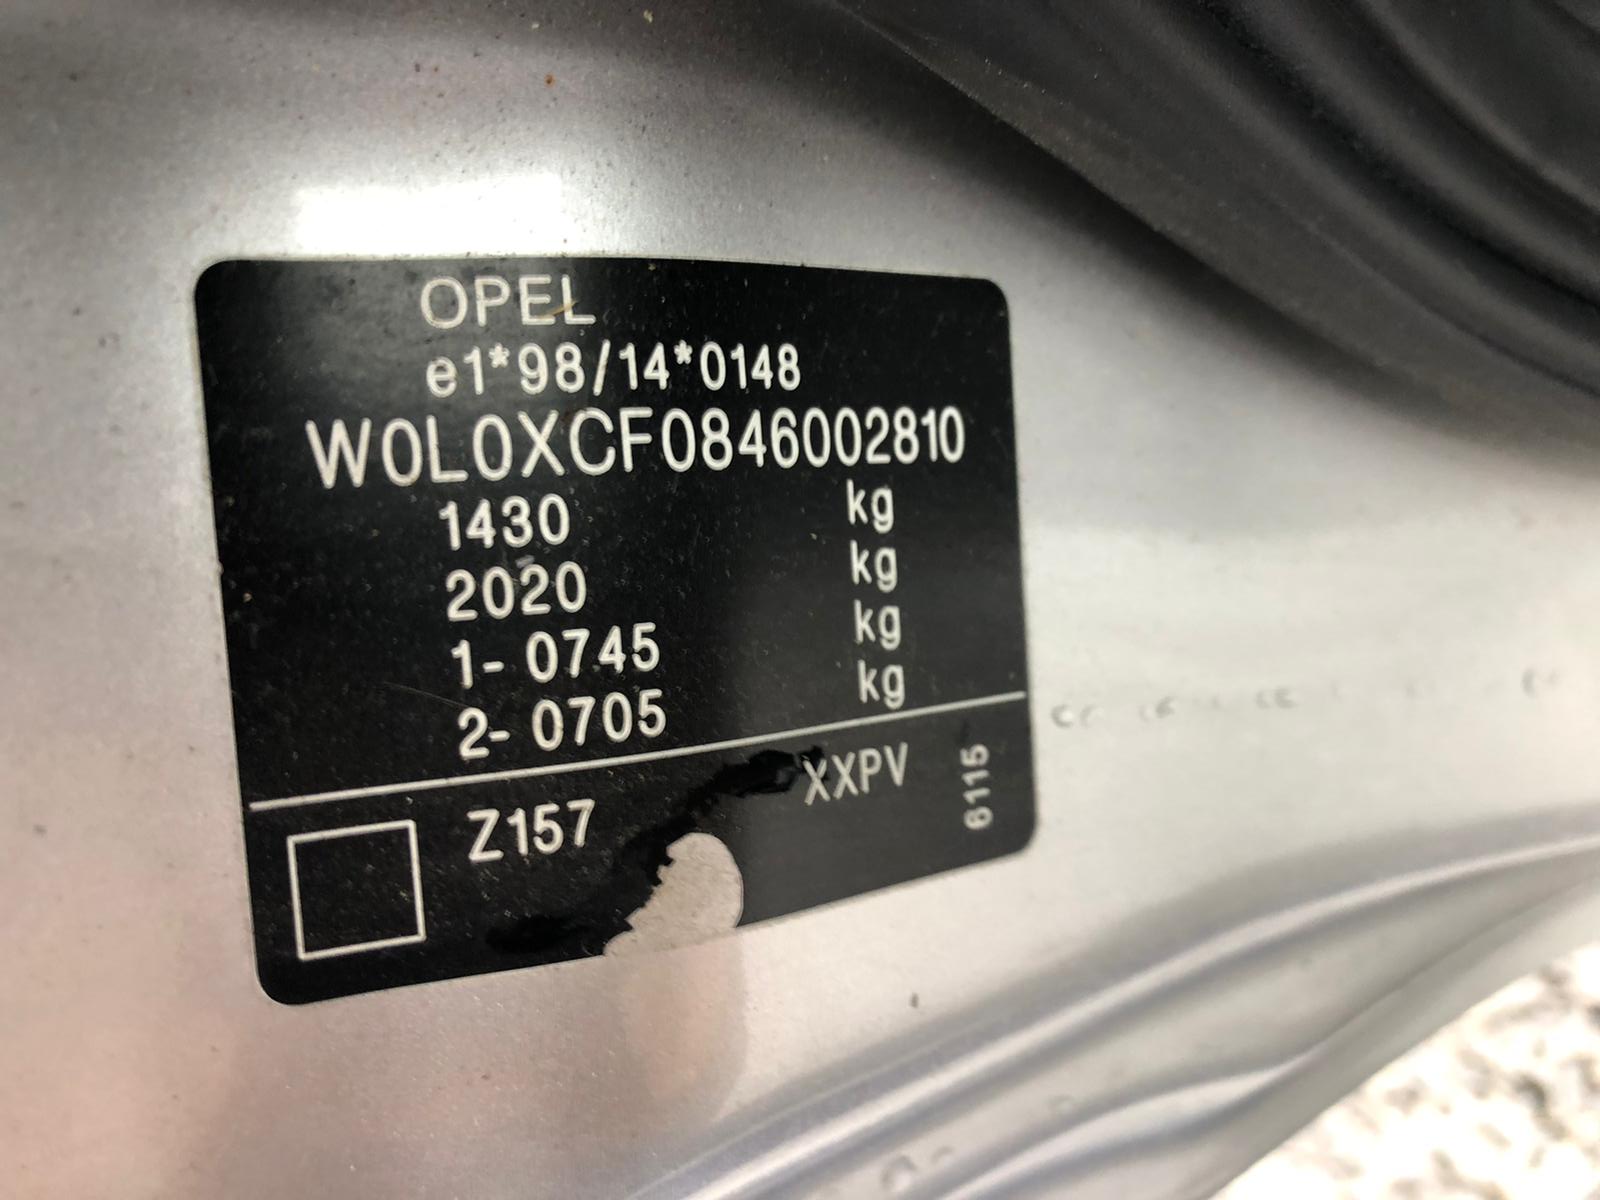 OPEL
e1*98/14*0148
W0L0XCF0846002810
1430 kg
2020 kg
1- 0745 kg
2- 0705 kg
Z157 XXPV
6115